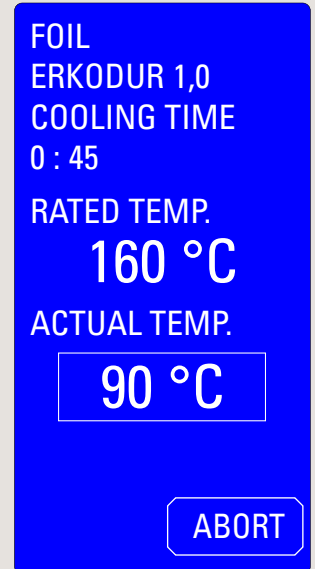 FOIL
ERKODUR 1,0
COOLING TIME
0 : 45
RATED TEMP.
160 °C
ACTUAL TEMP.
90 °C
ABORT